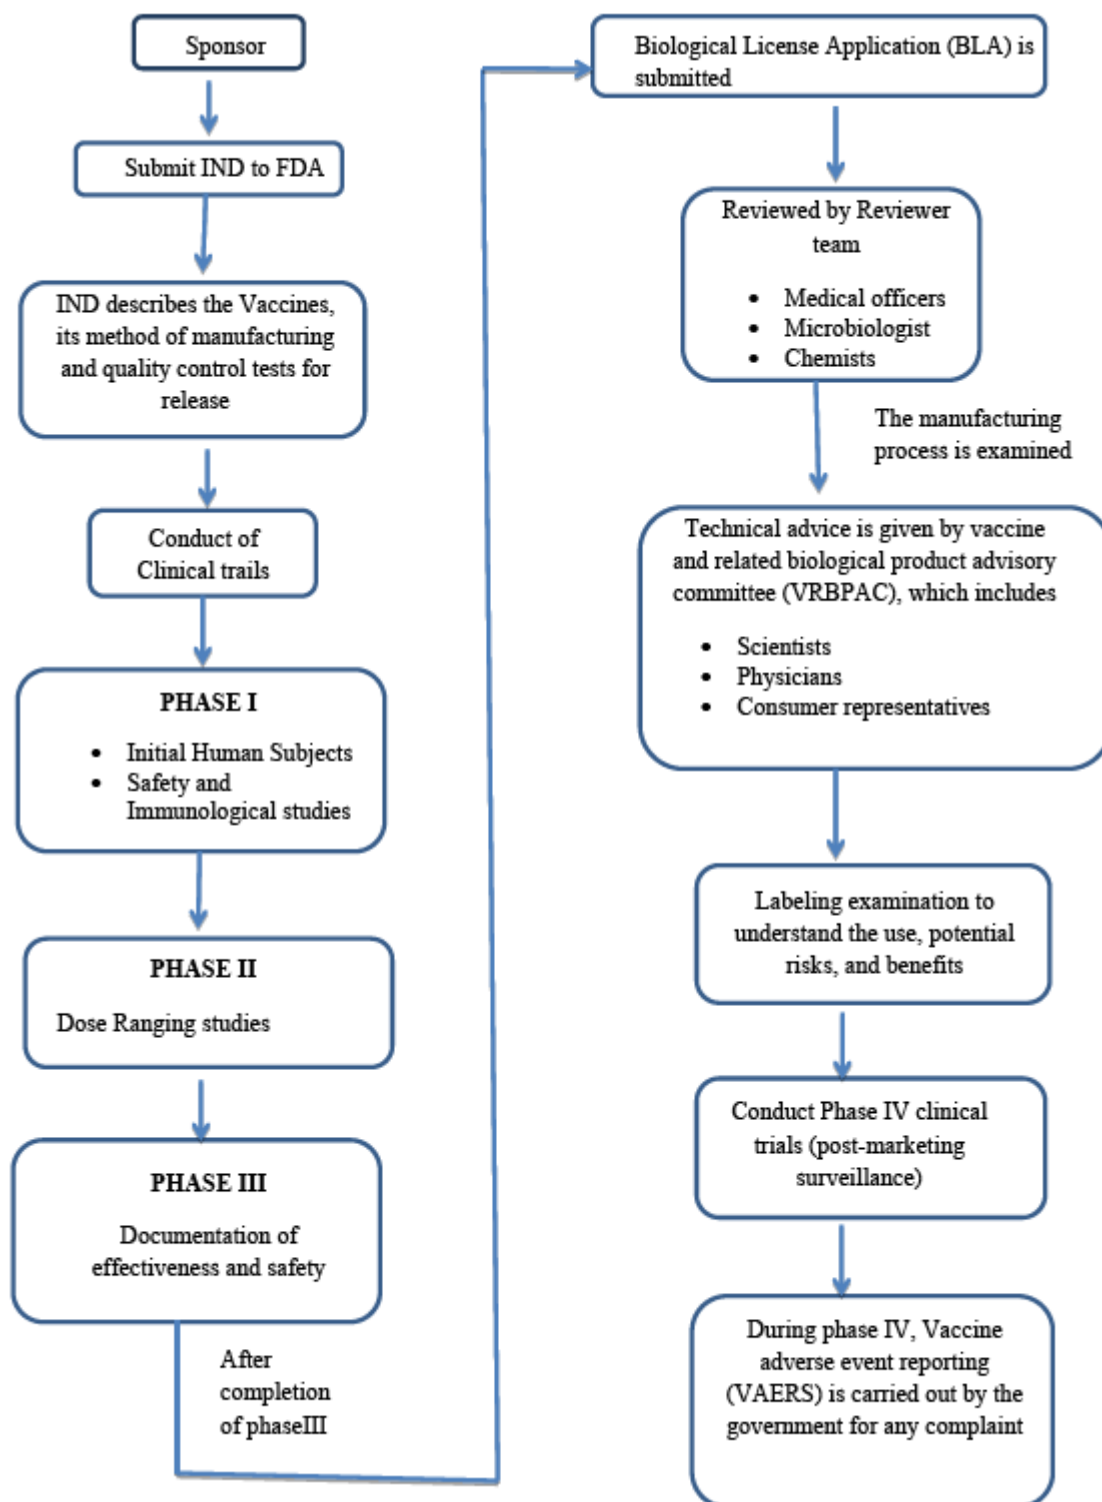 Sponsor
Submit IND to FDA
IND describes the Vaccines,
its method of manufacturing
and quality control tests for
release
Conduct of
Clinical trails
PHASE I
• Initial Human Subjects
• Safety and
Immunological studies
PHASE II
Dose Ranging studies
PHASE III
Documentation of
effectiveness and safety
After
completion
of phaseIII
Biological License Application (BLA) is
submitted
Reviewed by Reviewer
team
• Medical officers
• Microbiologist
• Chemists
The manufacturing
process is examined
Technical advice is given by vaccine
and related biological product advisory
committee (VRBPAC), which includes
• Scientists
• Physicians
• Consumer representatives
Labeling examination to
understand the use, potential
risks, and benefits
Conduct Phase IV clinical
trials (post-marketing
surveillance)
During phase IV, Vaccine
adverse event reporting
(VAERS) is carried out by the
government for any complaint